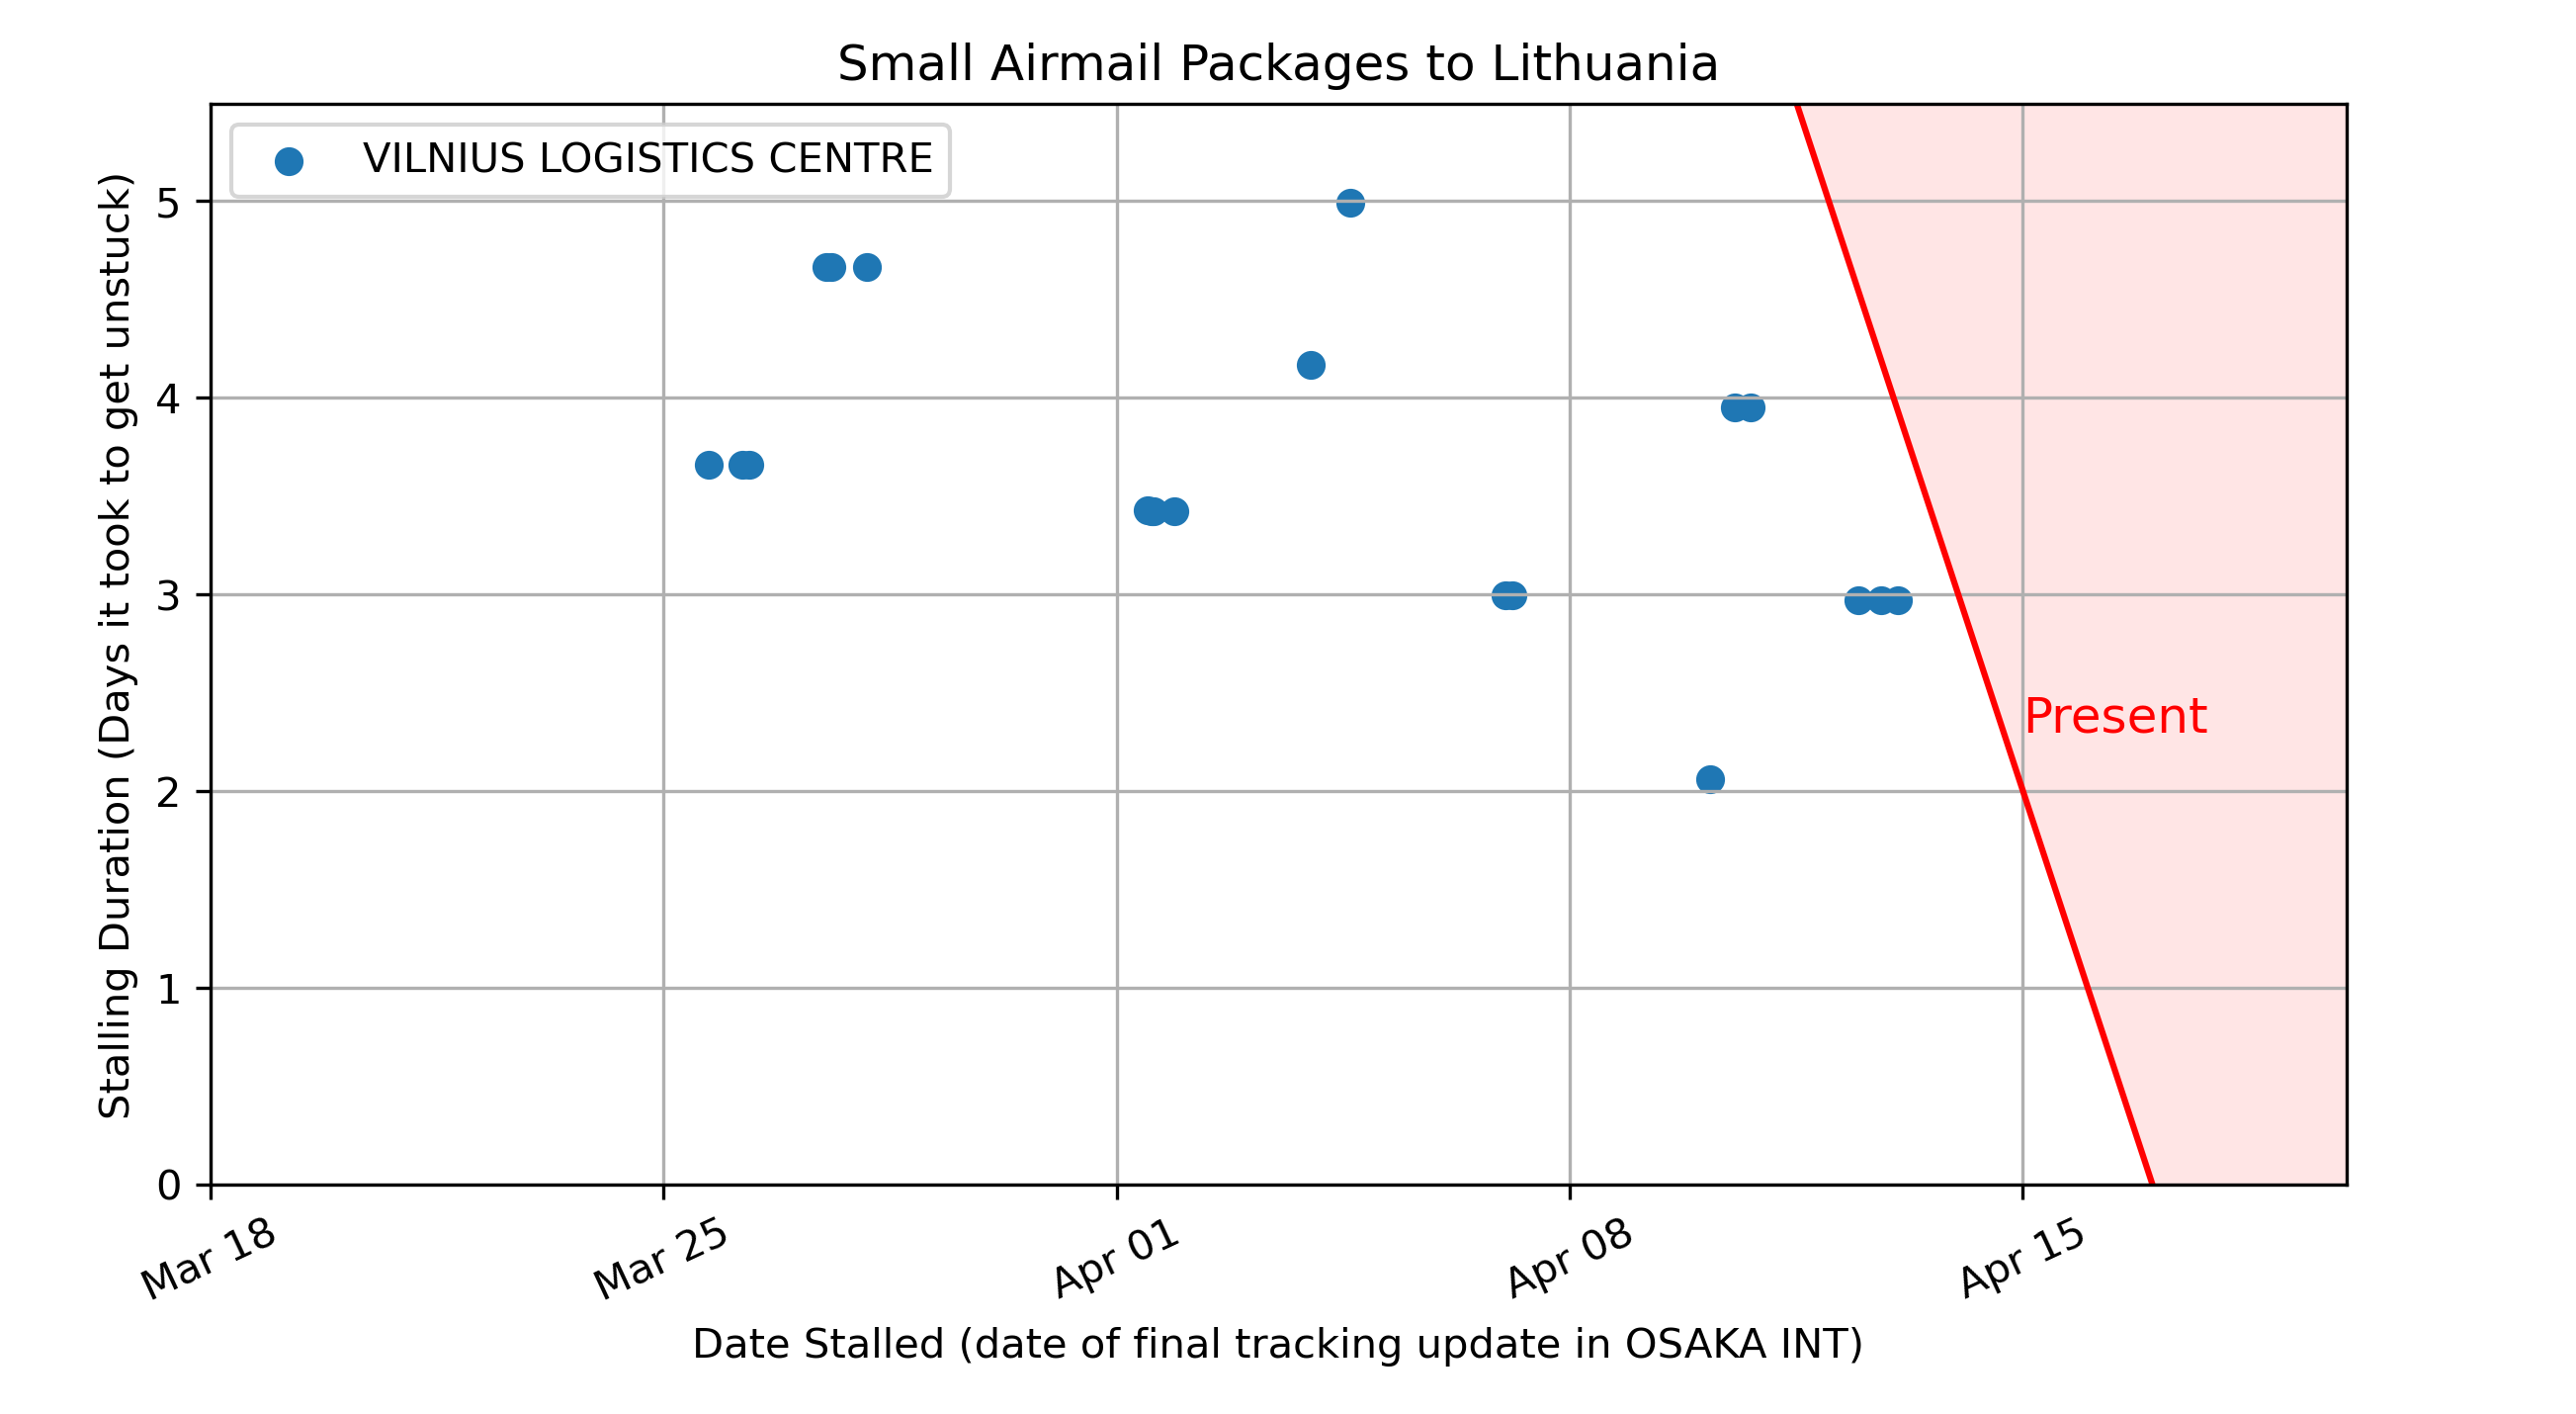 Small Airmail Packages to Lithuania
VILNIUS LOGISTICS CENTRE
Stalling Duration (Days it took to get unstuck)
5
4
3
2
1
0
Present
Mar 18
Mar 25
Apr 01
Apr 08
Apr 15
Date Stalled (date of final tracking update in OSAKA INT)